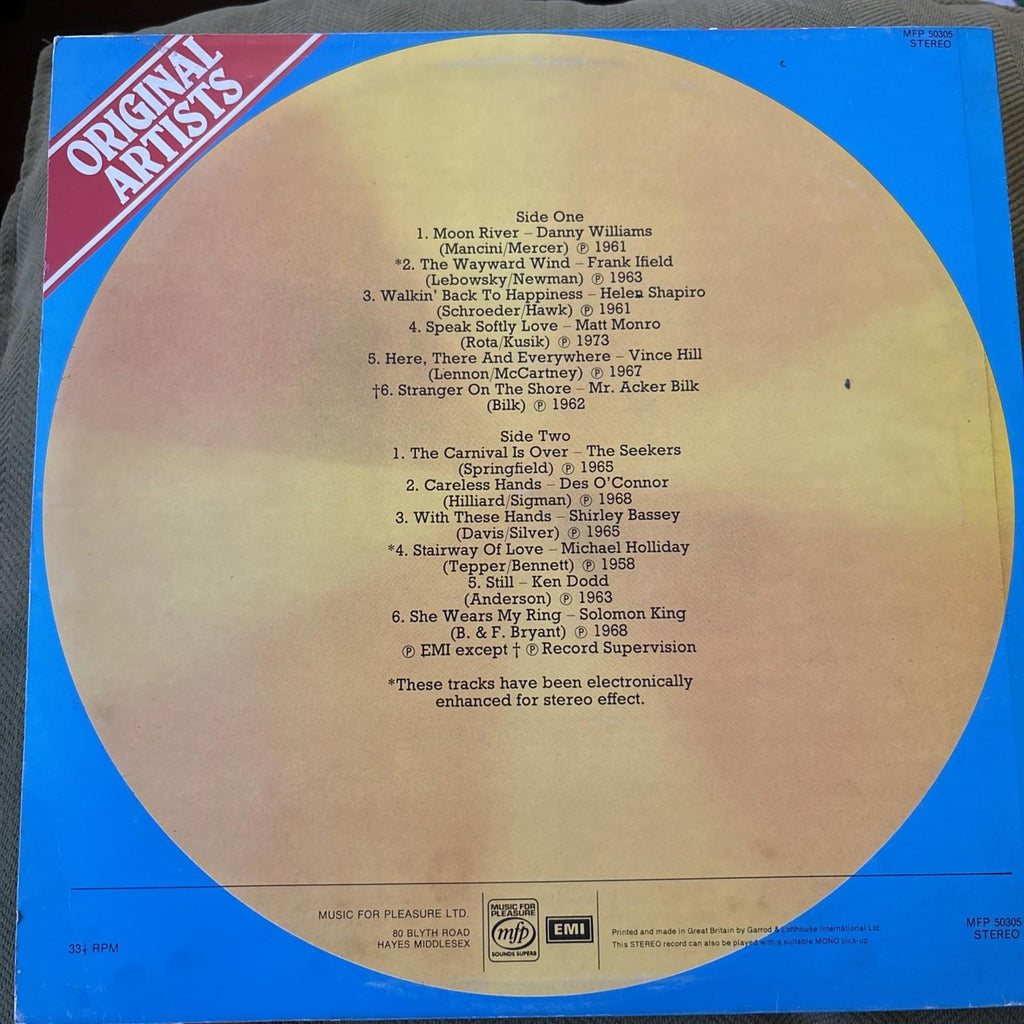 ORIGINAL
ARTISTS
MFP 50305
STEREO
Side One
1. Moon River – Danny Williams
(Mancini/Mercer) ℗ 1961
*2. The Wayward Wind – Frank Ifield
(Lebowsky/Newman) ℗ 1963
3. Walkin' Back To Happiness – Helen Shapiro
(Schroeder/Hawk) ℗ 1961
4. Speak Softly Love – Matt Monro
(Rota/Kusik) ℗ 1973
5. Here, There And Everywhere – Vince Hill
(Lennon/McCartney) ℗ 1967
†6. Stranger On The Shore – Mr. Acker Bilk
(Bilk) ℗ 1962
Side Two
1. The Carnival Is Over – The Seekers
(Springfield) ℗ 1965
2. Careless Hands – Des O'Connor
(Hilliard/Sigman) ℗ 1968
3. With These Hands – Shirley Bassey
(Davis/Silver) ℗ 1965
*4. Stairway Of Love – Michael Holliday
(Tepper/Bennett) ℗ 1958
5. Still – Ken Dodd
(Anderson) ℗ 1963
6. She Wears My Ring – Solomon King
(B. & F. Bryant) ℗ 1968
℗ EMI except † ℗ Record Supervision
*These tracks have been electronically
enhanced for stereo effect.
33⅓ RPM
MUSIC FOR PLEASURE LTD.
80 BLYTH ROAD
HAYES MIDDLESEX
MUSIC FOR
PLEASURE
mfp
SOUNDS SUPERB
EMI
Printed and made in Great Britain by Garrod & Lofthouse International Ltd.
This STEREO record can also be played with a suitable MONO pick-up
MFP 50305
STEREO